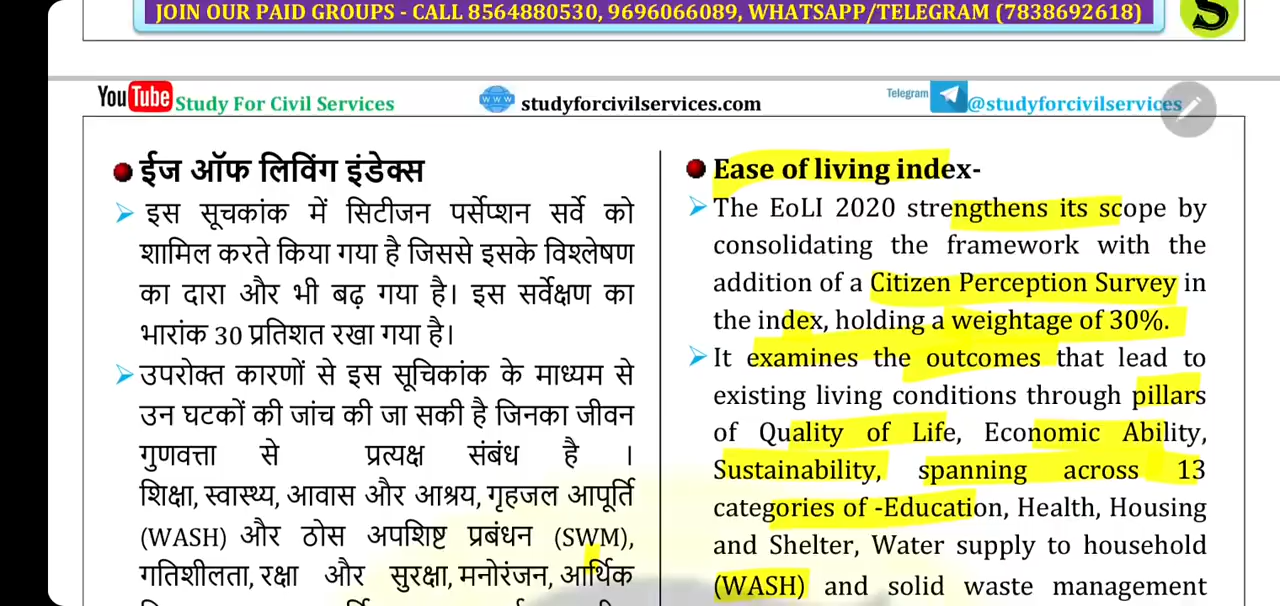 JOIN OUR PAID GROUPS - CALL 8564880530, 9696066089, WHATSAPP/TELEGRAM (7838692618)
S
YouTube Study For Civil Services
www studyforcivilservices.com
Telegram @studyforcivilservices
ईज ऑफ लिविंग इंडेक्स
इस सूचकांक में सिटीजन पर्सेप्शन सर्वे को
शामिल करते किया गया है जिससे इसके विश्लेषण
का दारा और भी बढ़ गया है। इस सर्वेक्षण का
भारांक 30 प्रतिशत रखा गया है।
उपरोक्त कारणों से इस सूचिकांक के माध्यम से
उन घटकों की जांच की जा सकी है जिनका जीवन
गुणवत्ता से प्रत्यक्ष संबंध है ।
शिक्षा, स्वास्थ्य, आवास और आश्रय, गृहजल आपूर्ति
(WASH) और ठोस अपशिष्ट प्रबंधन (SWM),
गतिशीलता, रक्षा और सुरक्षा, मनोरंजन, आर्थिक
Ease of living index-
The EoLI 2020 strengthens its scope by
consolidating the framework with the
addition of a Citizen Perception Survey in
the index, holding a weightage of 30%.
It examines the outcomes that lead to
existing living conditions through pillars
of Quality of Life, Economic Ability,
Sustainability, spanning across 13
categories of -Education, Health, Housing
and Shelter, Water supply to household
(WASH) and solid waste management